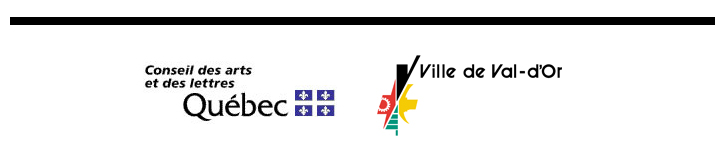 Conseil des arts
et des lettres
Québec
Ville de Val-d'Or